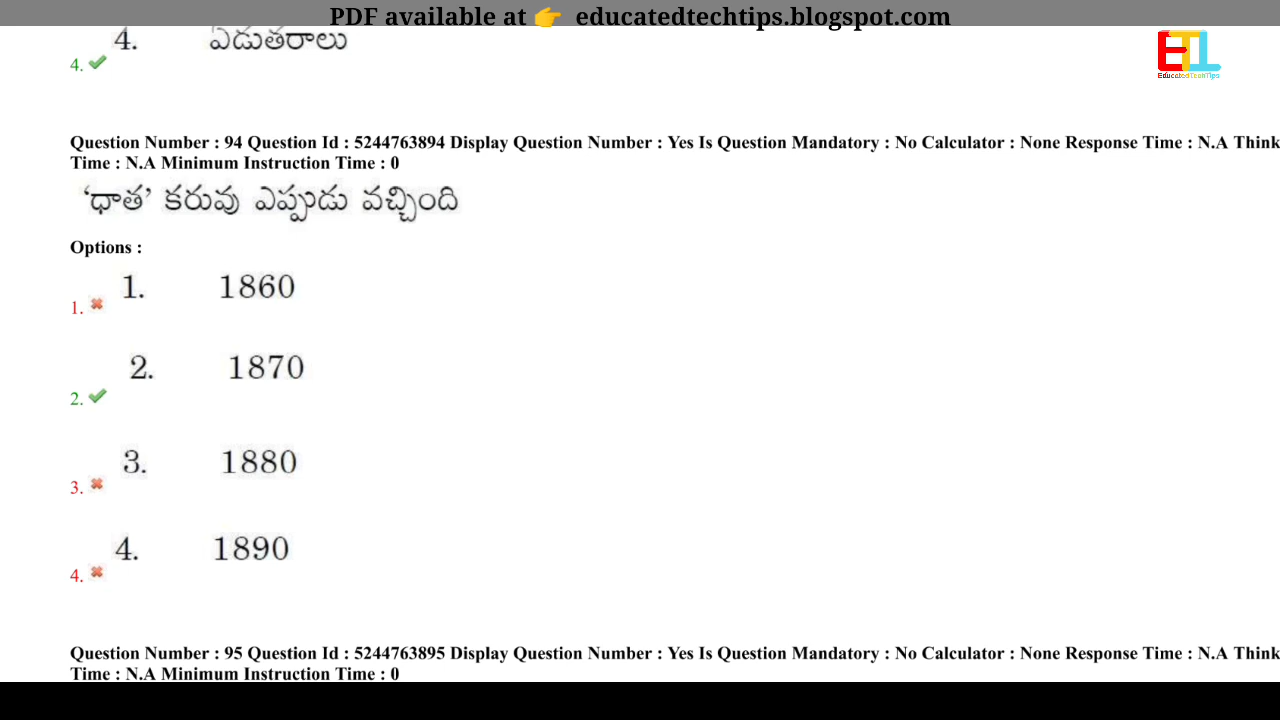 PDF available at 👉 educatedtechtips.blogspot.com
4. ఏడుతరాలు
4.
ETL
EducatedTechTips
Question Number : 94 Question Id : 5244763894 Display Question Number : Yes Is Question Mandatory : No Calculator : None Response Time : N.A Think
Time : N.A Minimum Instruction Time : 0
‘ధాత’ కరువు ఎప్పుడు వచ్చింది
Options :
1. 1860
1.
2. 1870
2.
3. 1880
3.
4. 1890
4.
Question Number : 95 Question Id : 5244763895 Display Question Number : Yes Is Question Mandatory : No Calculator : None Response Time : N.A Think
Time : N.A Minimum Instruction Time : 0